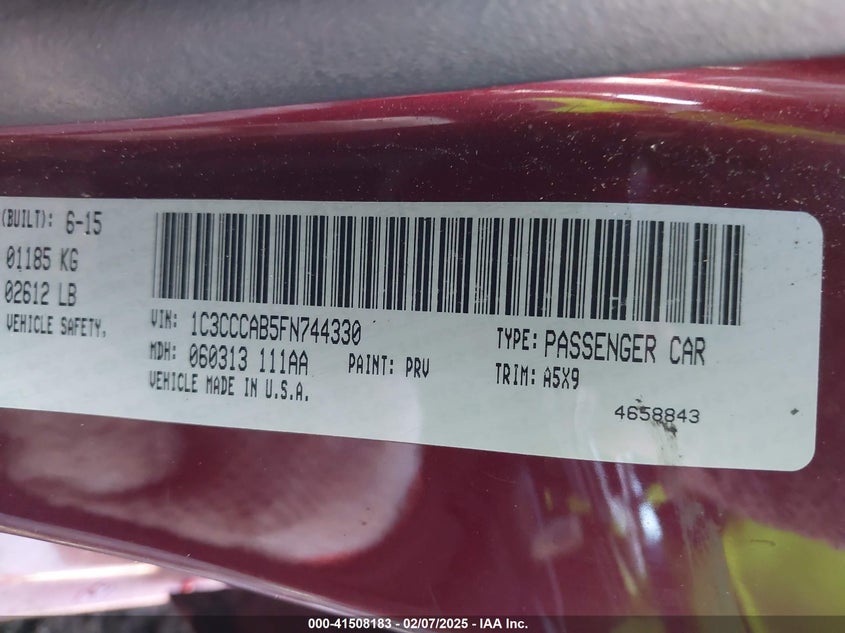 (BUILT): 6-15
01185 KG
02612 LB
VEHICLE SAFETY,
VIN: 1C3CCCAB5FN744330
MDH: 060313 111AA PAINT: PRV
VEHICLE MADE IN U.S.A.
TYPE: PASSENGER CAR
TRIM: A5X9
4658843
000-41508183 — 02/07/2025 — IAA Inc.